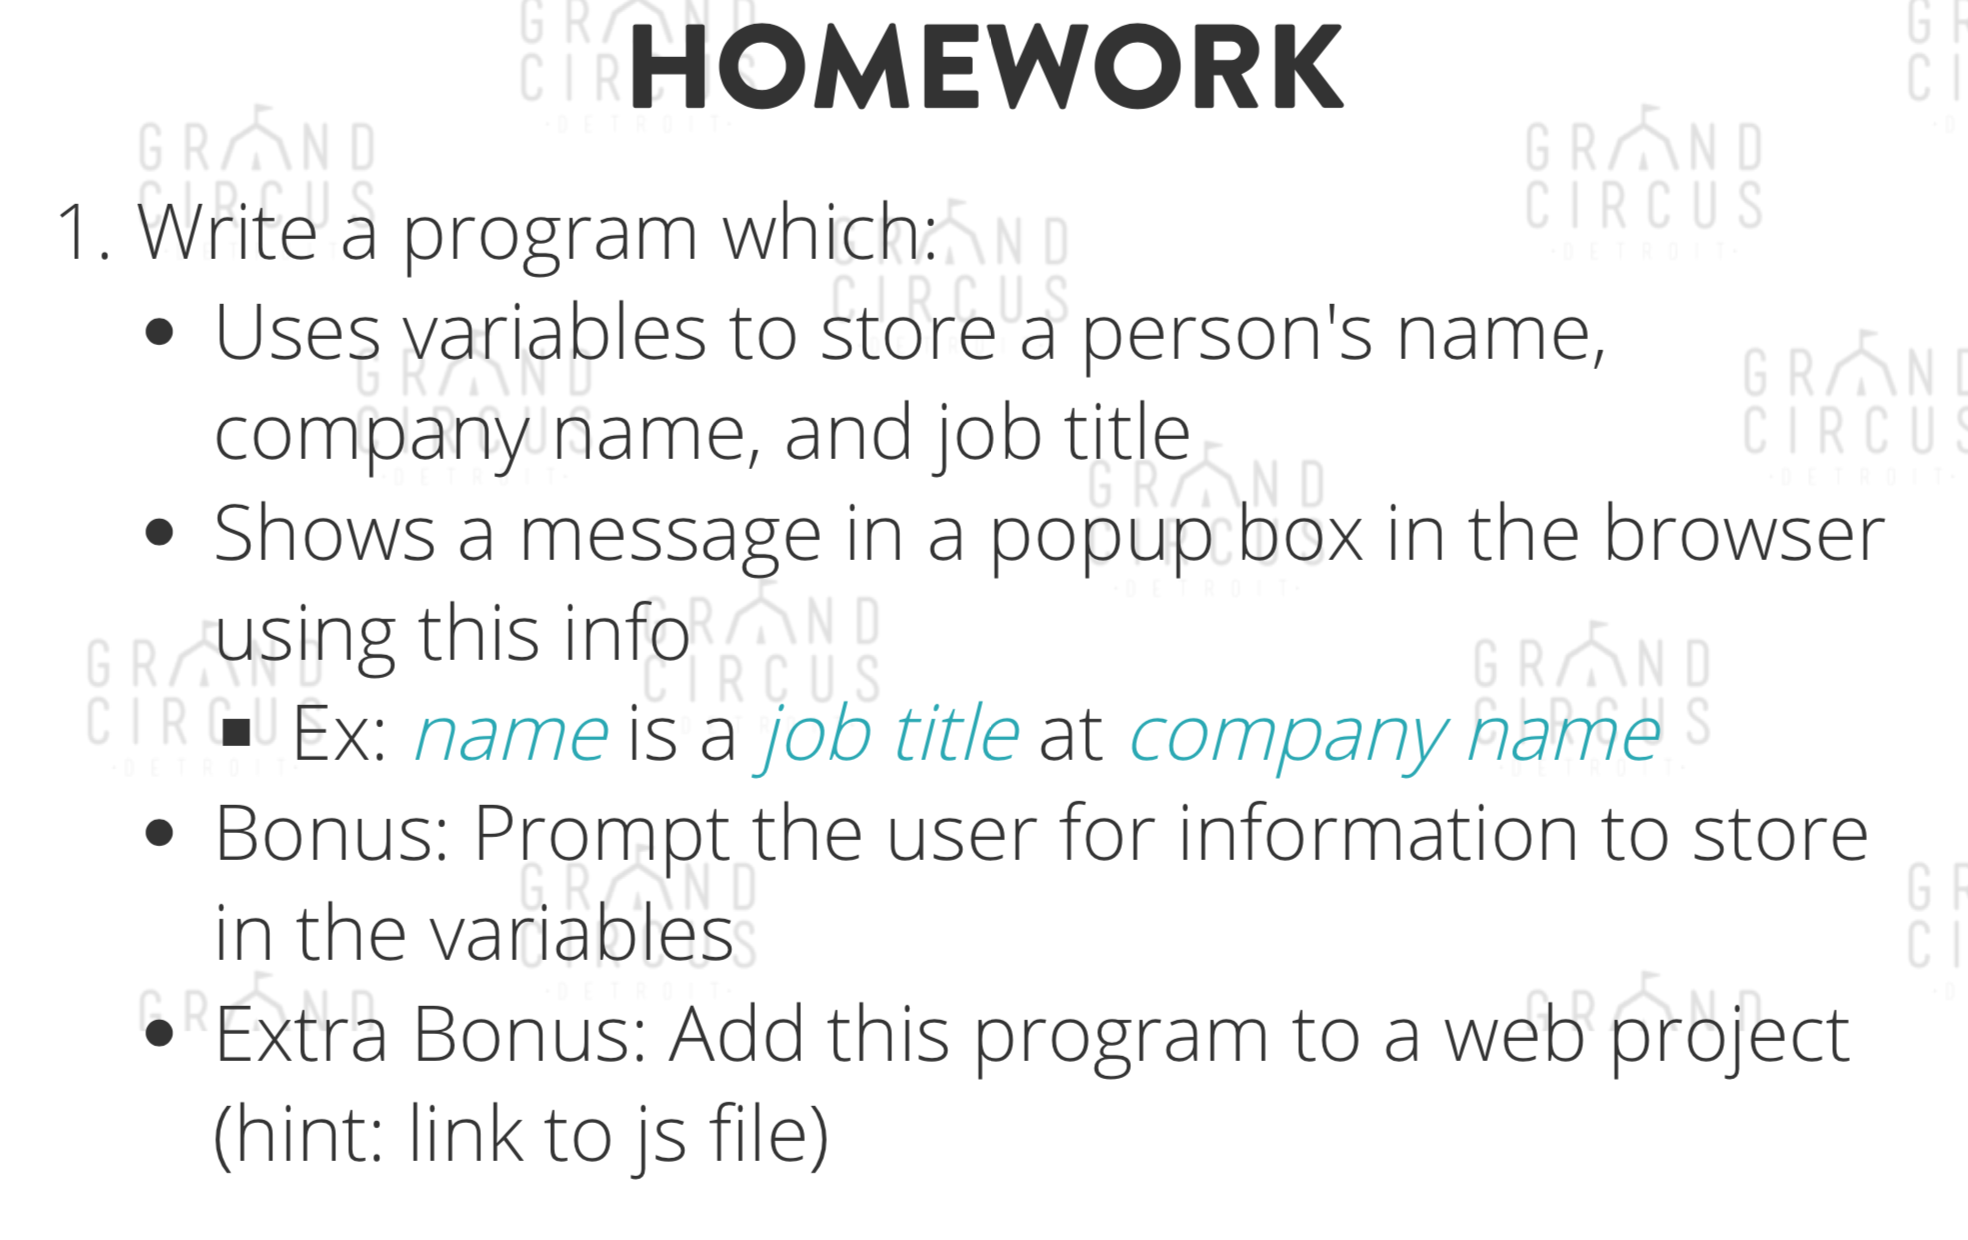 HOMEWORK
1. Write a program which:
• Uses variables to store a person's name,
company name, and job title
• Shows a message in a popup box in the browser
using this info
▪ Ex: name is a job title at company name
• Bonus: Prompt the user for information to store
in the variables
• Extra Bonus: Add this program to a web project
(hint: link to js file)
GRAND
CIRCUS
·DETROIT·